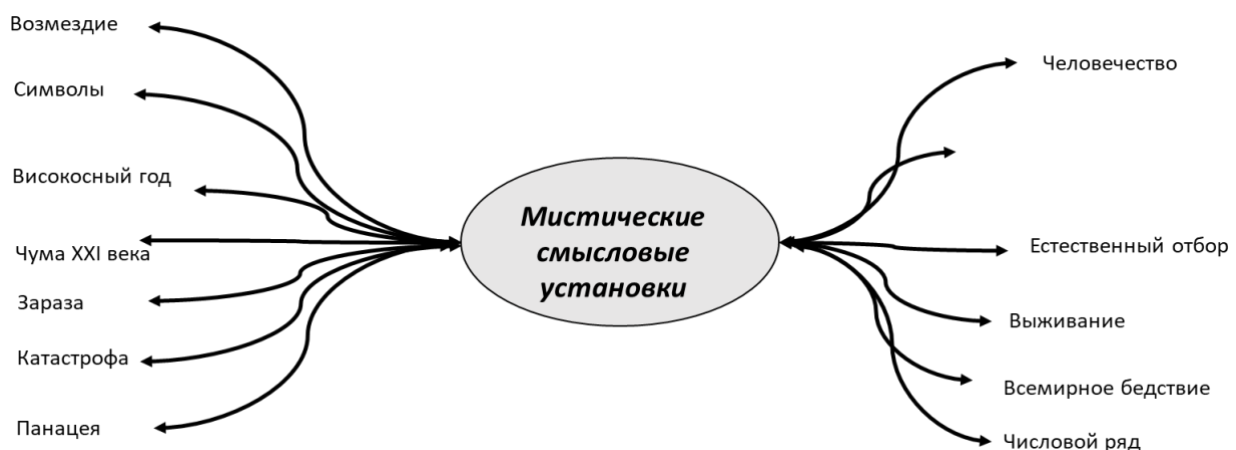 Возмездие
Символы
Високосный год
Чума XXI века
Зараза
Катастрофа
Панацея
Мистические
смысловые
установки
Человечество
Естественный отбор
Выживание
Всемирное бедствие
Числовой ряд